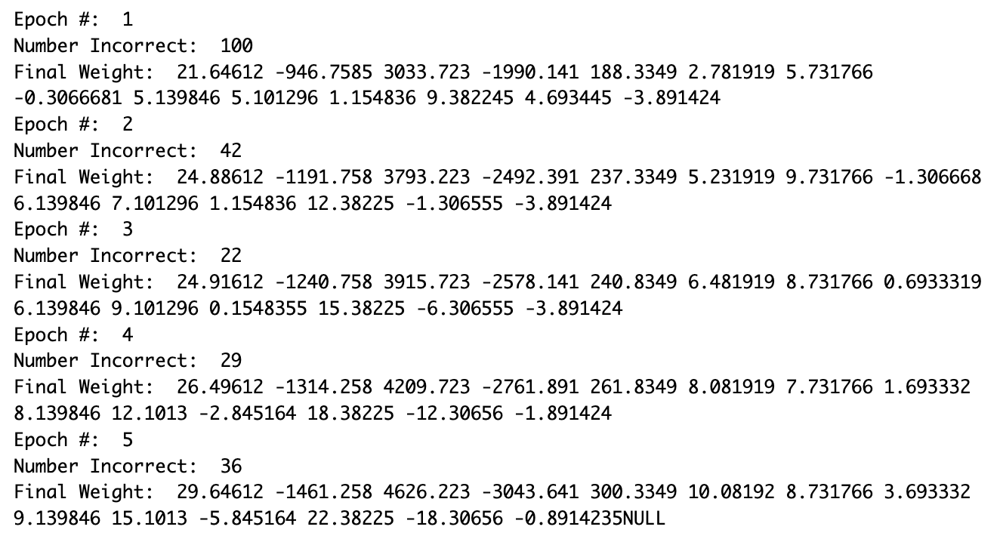 Epoch #:  1
Number Incorrect:  100
Final Weight:  21.64612 -946.7585 3033.723 -1990.141 188.3349 2.781919 5.731766
-0.3066681 5.139846 5.101296 1.154836 9.382245 4.693445 -3.891424
Epoch #:  2
Number Incorrect:  42
Final Weight:  24.88612 -1191.758 3793.223 -2492.391 237.3349 5.231919 9.731766 -1.306668
6.139846 7.101296 1.154836 12.38225 -1.306555 -3.891424
Epoch #:  3
Number Incorrect:  22
Final Weight:  24.91612 -1240.758 3915.723 -2578.141 240.8349 6.481919 8.731766 0.6933319
6.139846 9.101296 0.1548355 15.38225 -6.306555 -3.891424
Epoch #:  4
Number Incorrect:  29
Final Weight:  26.49612 -1314.258 4209.723 -2761.891 261.8349 8.081919 7.731766 1.693332
8.139846 12.1013 -2.845164 18.38225 -12.30656 -1.891424
Epoch #:  5
Number Incorrect:  36
Final Weight:  29.64612 -1461.258 4626.223 -3043.641 300.3349 10.08192 8.731766 3.693332
9.139846 15.1013 -5.845164 22.38225 -18.30656 -0.8914235NULL